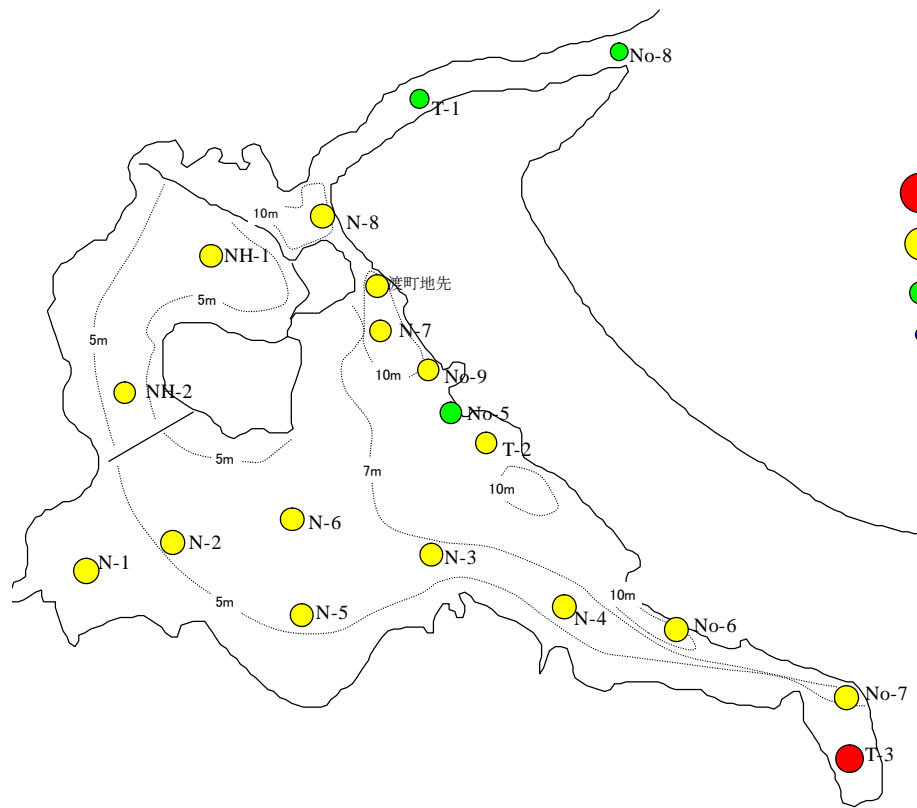 No-8
T-1
10m
N-8
NH-1
渡町地先
5m
N-7
5m
10m
No-9
NH-2
No-5
T-2
5m
7m
10m
N-6
N-2
N-3
N-1
10m
5m
N-5
N-4
No-6
No-7
T-3